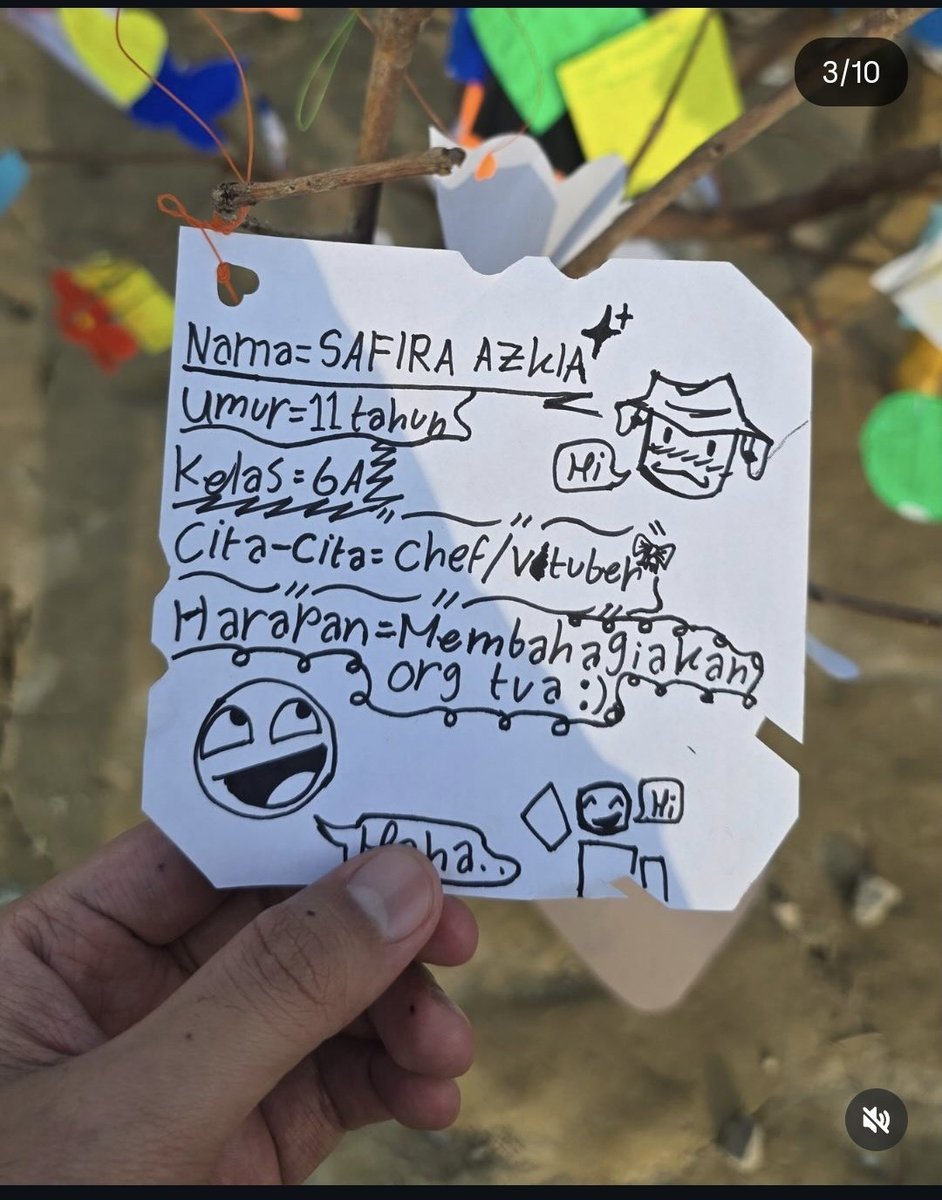 3/10
Nama=SAFIRA AZKIA
Umur=11 tahun
Kelas=6A
Hi
Cita-Cita=Chef/Vtuber
Harapan=Membahagiakan
org tua :)
Hi